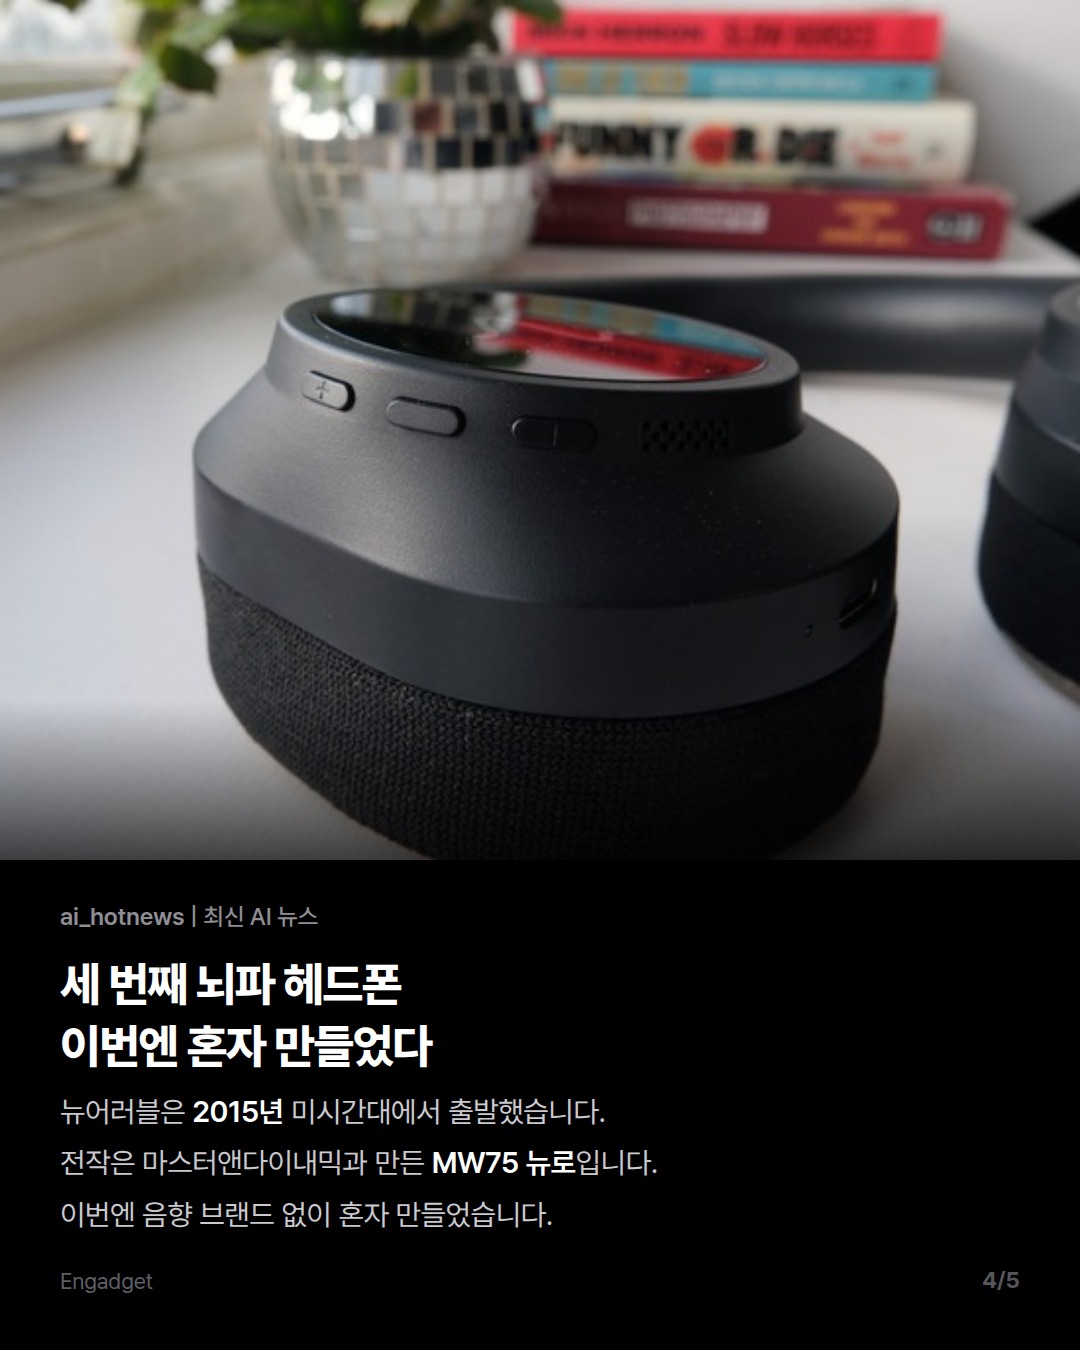 FUNNY OR DIE
ai_hotnews | 최신 AI 뉴스
세 번째 뇌파 헤드폰
이번엔 혼자 만들었다
뉴어러블은 2015년 미시간대에서 출발했습니다.
전작은 마스터앤다이내믹과 만든 MW75 뉴로입니다.
이번엔 음향 브랜드 없이 혼자 만들었습니다.
Engadget
4/5